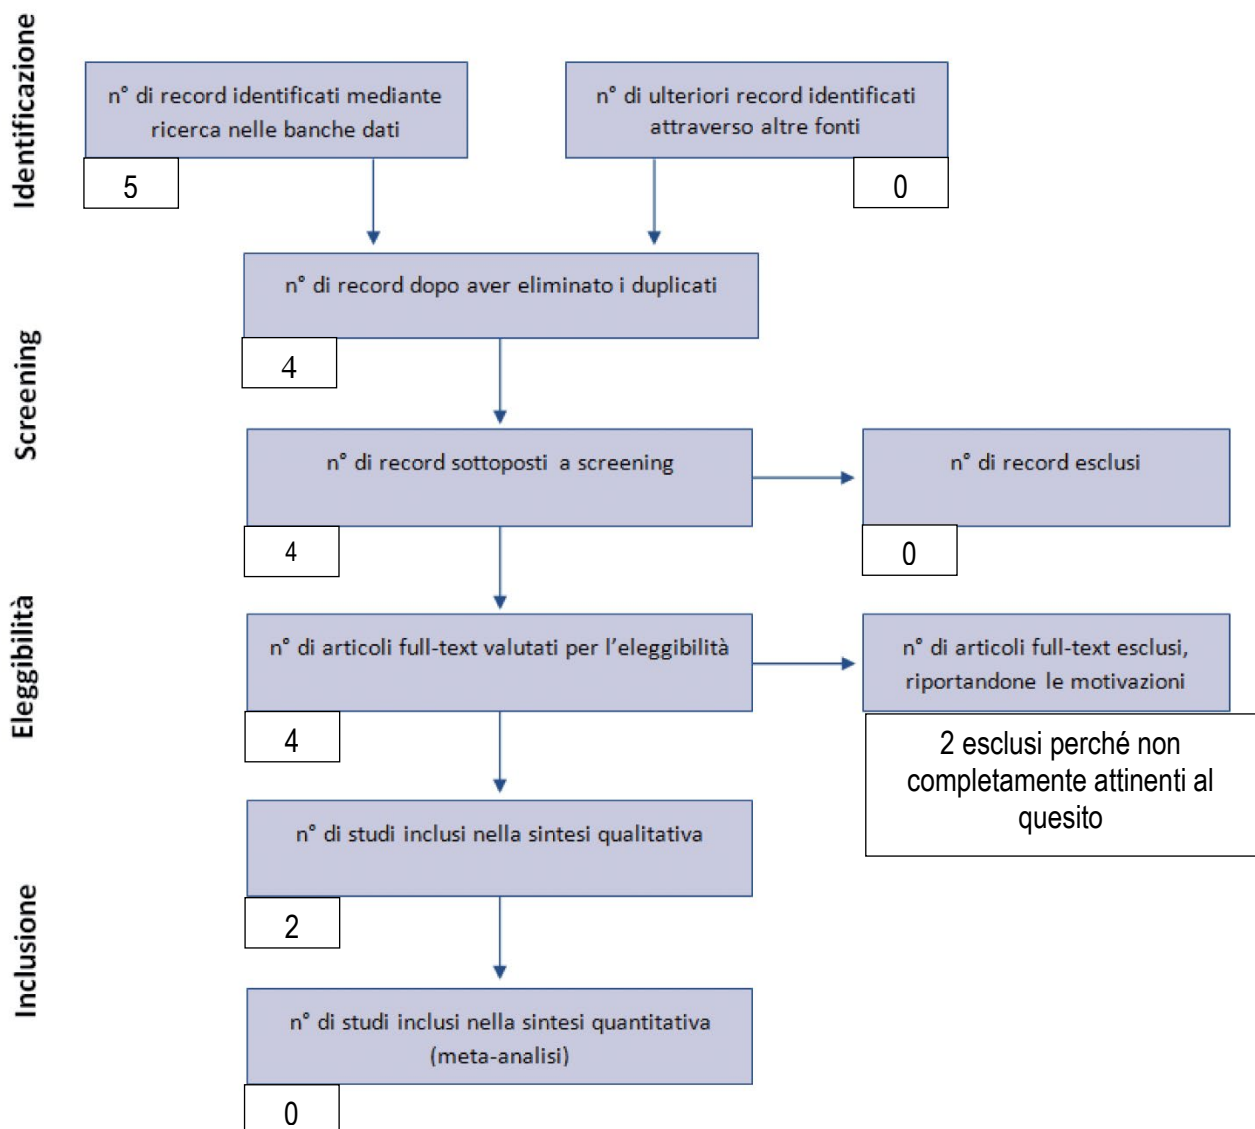 Identificazione
n° di record identificati mediante
ricerca nelle banche dati
5
n° di ulteriori record identificati
attraverso altre fonti
0
Screening
n° di record dopo aver eliminato i duplicati
4
n° di record sottoposti a screening
4
n° di record esclusi
0
Eleggibilità
n° di articoli full-text valutati per l'eleggibilità
4
n° di articoli full-text esclusi,
riportandone le motivazioni
2 esclusi perché non
completamente attinenti al
quesito
Inclusione
n° di studi inclusi nella sintesi qualitativa
2
n° di studi inclusi nella sintesi quantitativa
(meta-analisi)
0